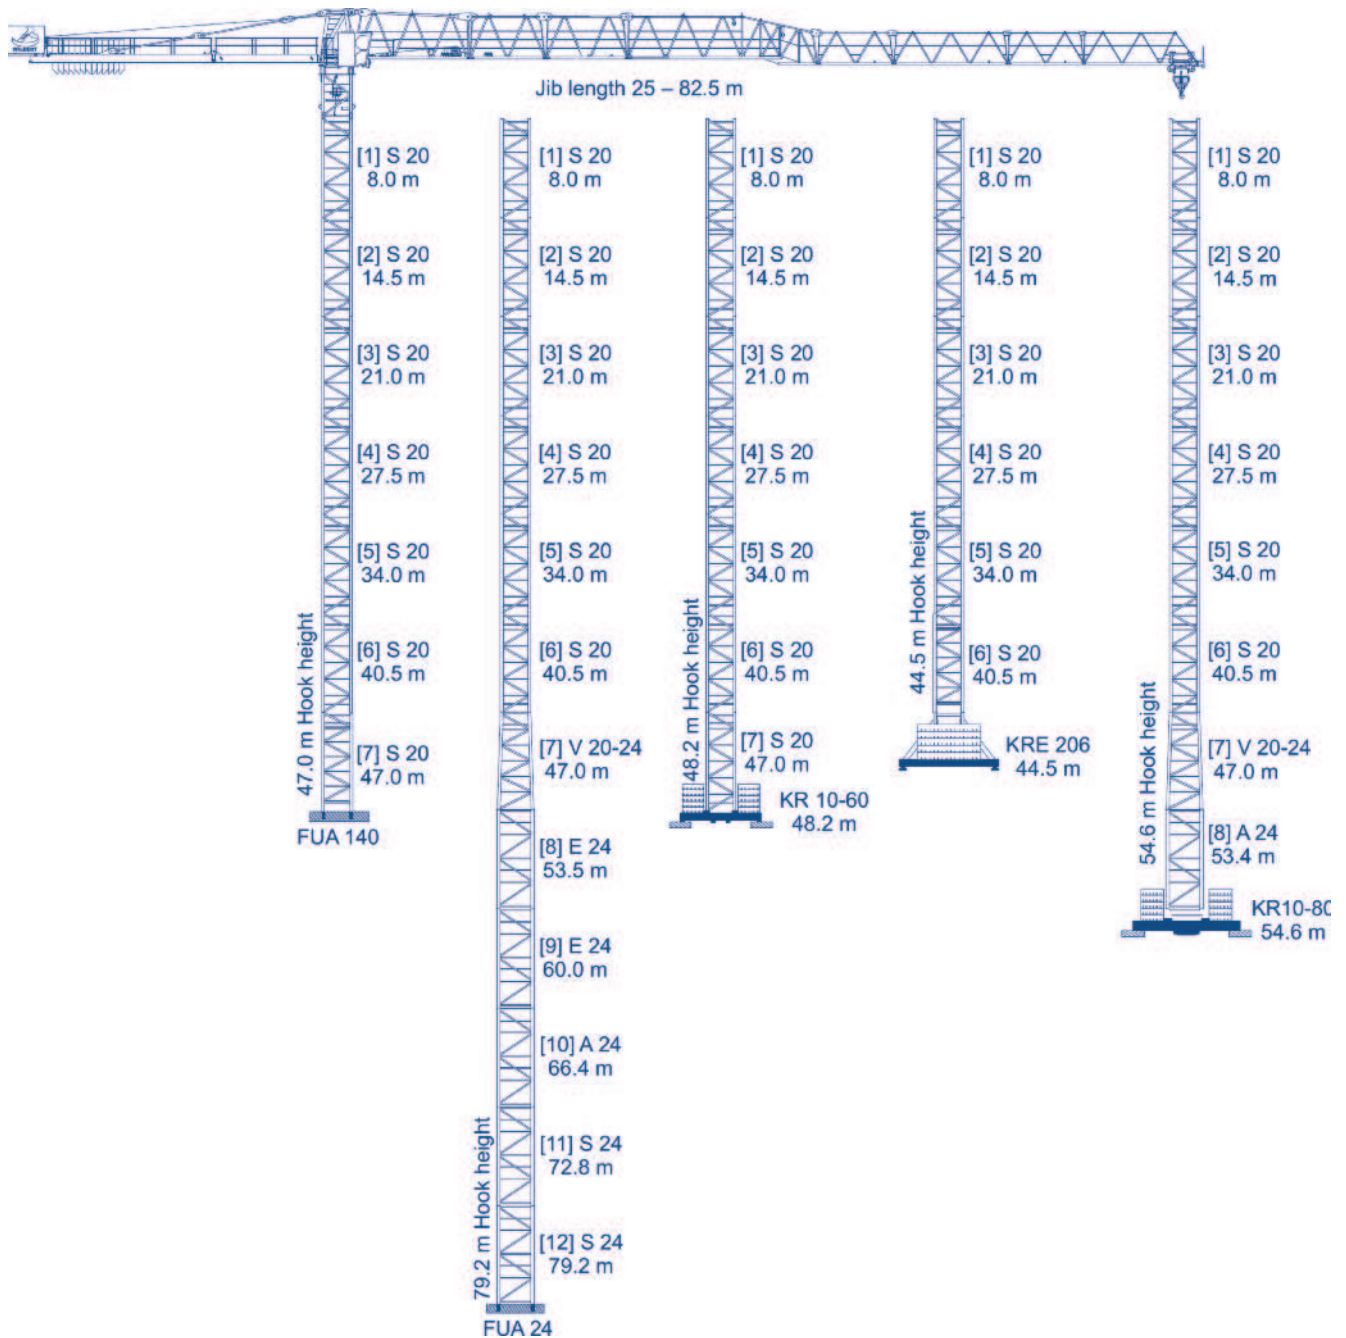 Jib length 25 – 82.5 m
[1] S 20
8.0 m
[2] S 20
14.5 m
[3] S 20
21.0 m
[4] S 20
27.5 m
[5] S 20
34.0 m
[6] S 20
40.5 m
[7] S 20
47.0 m
47.0 m Hook height
FUA 140
[1] S 20
8.0 m
[2] S 20
14.5 m
[3] S 20
21.0 m
[4] S 20
27.5 m
[5] S 20
34.0 m
[6] S 20
40.5 m
[7] V 20-24
47.0 m
[8] E 24
53.5 m
[9] E 24
60.0 m
[10] A 24
66.4 m
[11] S 24
72.8 m
[12] S 24
79.2 m
79.2 m Hook height
FUA 24
[1] S 20
8.0 m
[2] S 20
14.5 m
[3] S 20
21.0 m
[4] S 20
27.5 m
[5] S 20
34.0 m
[6] S 20
40.5 m
[7] S 20
47.0 m
48.2 m Hook height
KR 10-60
48.2 m
[1] S 20
8.0 m
[2] S 20
14.5 m
[3] S 20
21.0 m
[4] S 20
27.5 m
[5] S 20
34.0 m
[6] S 20
40.5 m
44.5 m Hook height
KRE 206
44.5 m
[1] S 20
8.0 m
[2] S 20
14.5 m
[3] S 20
21.0 m
[4] S 20
27.5 m
[5] S 20
34.0 m
[6] S 20
40.5 m
[7] V 20-24
47.0 m
[8] A 24
53.4 m
54.6 m Hook height
KR10-80
54.6 m